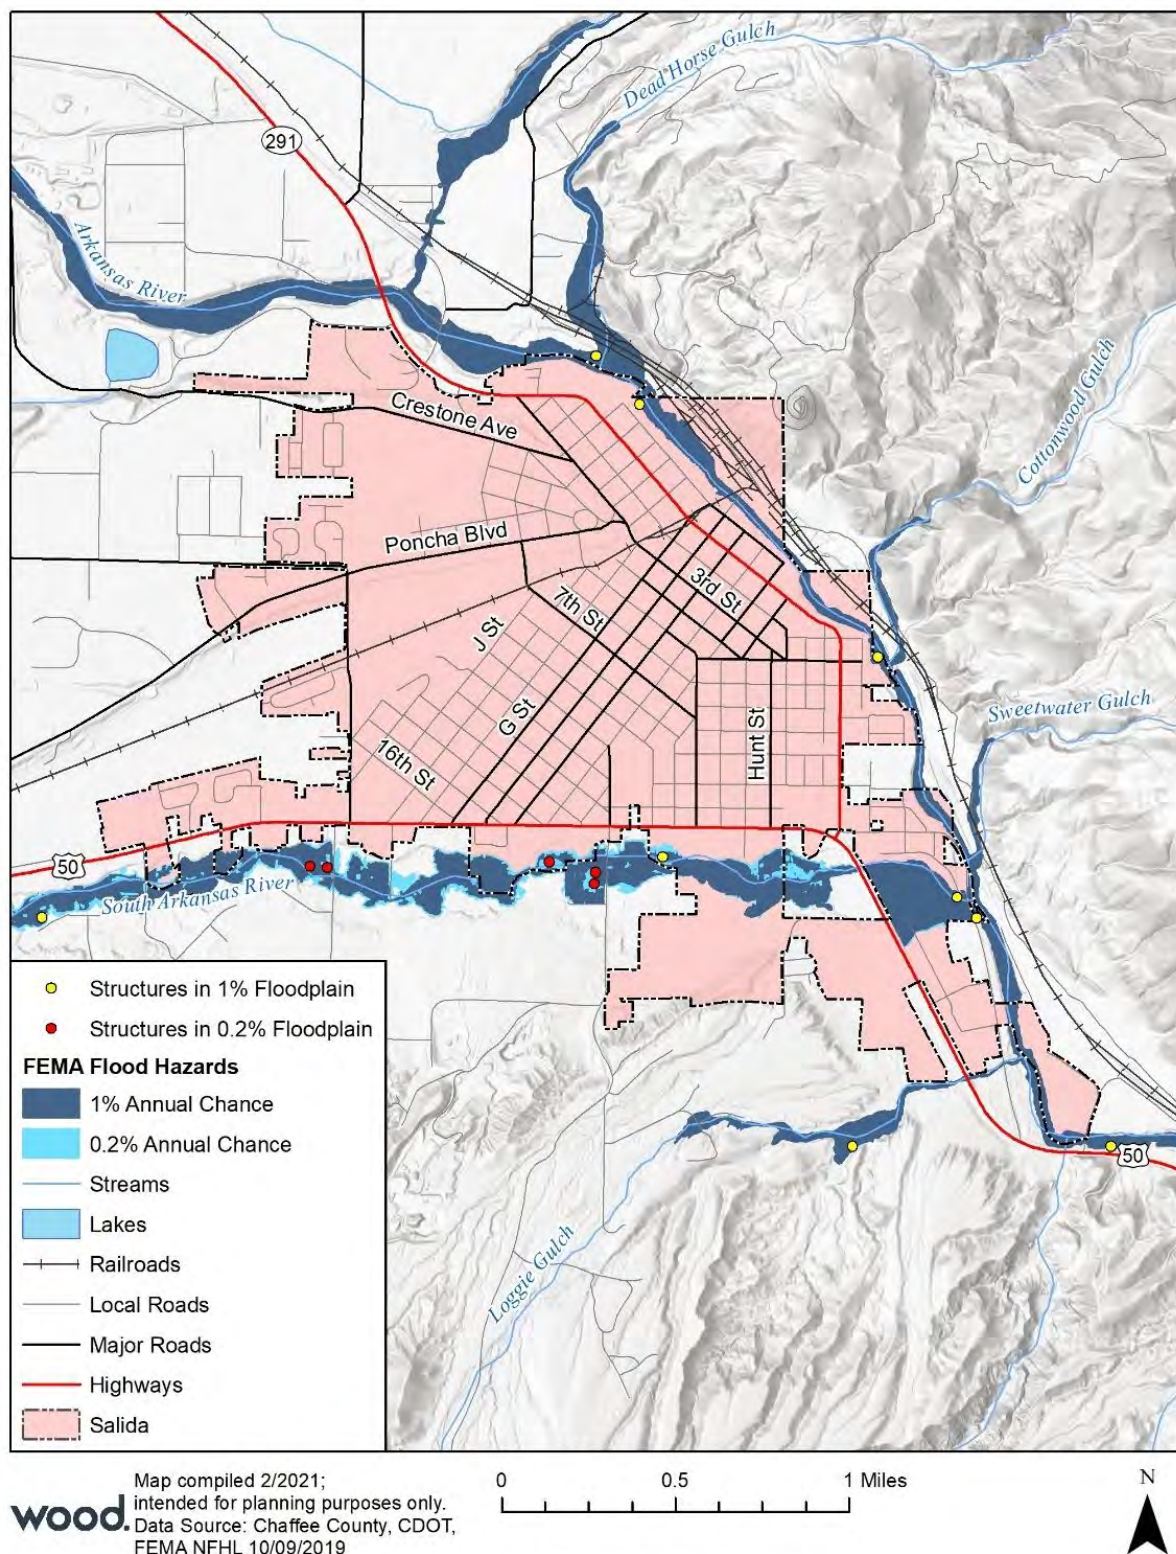 Dead Horse Gulch
291
Arkansas River
Cottonwood Gulch
Crestone Ave
Poncha Blvd
3rd St
7th St
J St
G St
Hunt St
16th St
Sweetwater Gulch
50
South Arkansas River
50
Loggie Gulch
Structures in 1% Floodplain
Structures in 0.2% Floodplain
FEMA Flood Hazards
1% Annual Chance
0.2% Annual Chance
Streams
Lakes
Railroads
Local Roads
Major Roads
Highways
Salida
wood.
Map compiled 2/2021;
intended for planning purposes only.
Data Source: Chaffee County, CDOT,
FEMA NFHL 10/09/2019
0 0.5 1 Miles
N